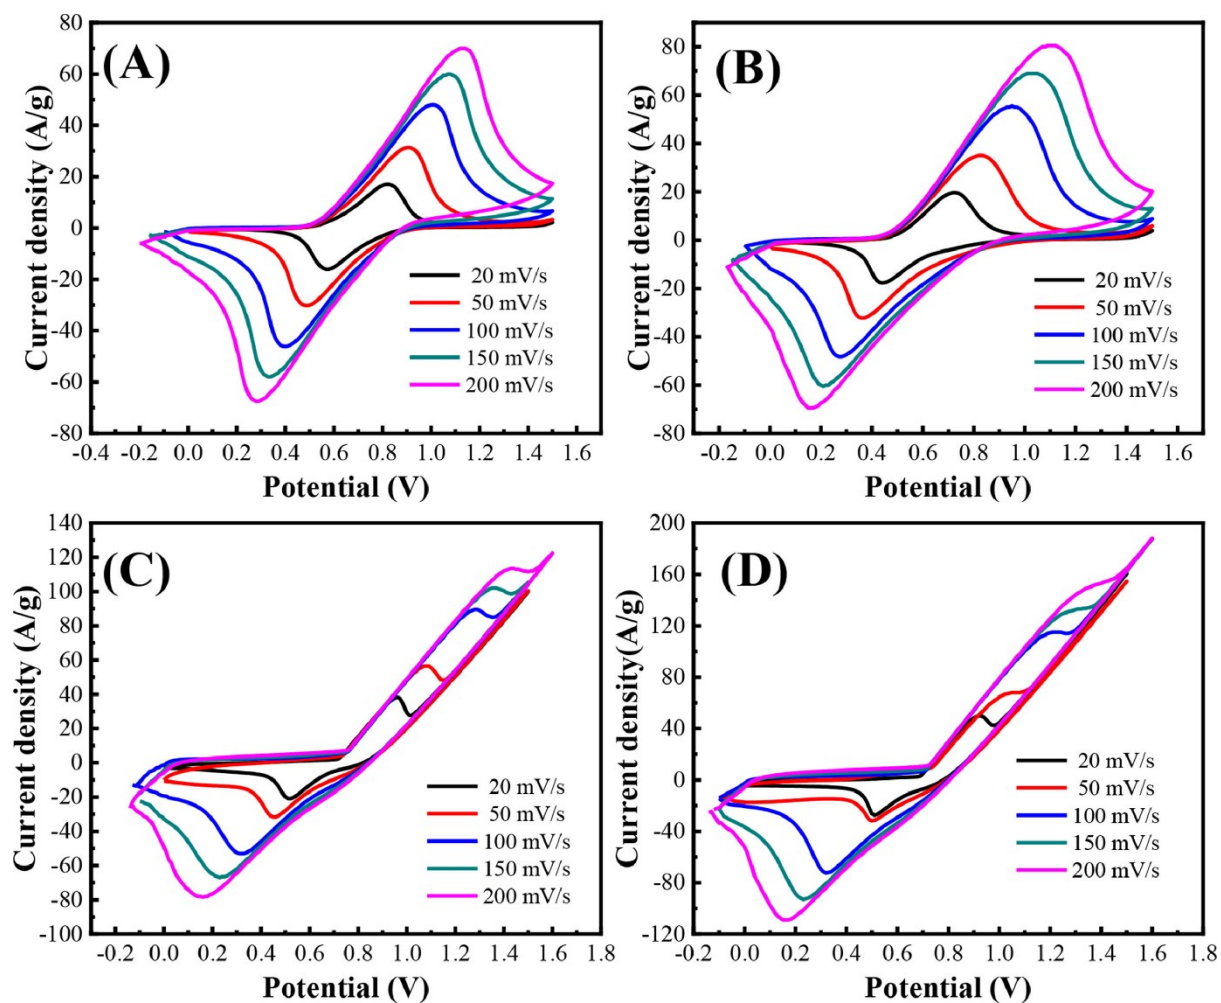 (A)
80
60
40
20
0
-20
-40
-60
-80
Current density (A/g)
20 mV/s
50 mV/s
100 mV/s
150 mV/s
200 mV/s
-0.4 -0.2 0.0 0.2 0.4 0.6 0.8 1.0 1.2 1.4 1.6
Potential (V)
(B)
80
60
40
20
0
-20
-40
-60
-80
Current density (A/g)
20 mV/s
50 mV/s
100 mV/s
150 mV/s
200 mV/s
-0.2 0.0 0.2 0.4 0.6 0.8 1.0 1.2 1.4 1.6
Potential (V)
(C)
140
120
100
80
60
40
20
0
-20
-40
-60
-80
-100
Current density (A/g)
20 mV/s
50 mV/s
100 mV/s
150 mV/s
200 mV/s
-0.2 0.0 0.2 0.4 0.6 0.8 1.0 1.2 1.4 1.6 1.8
Potential (V)
(D)
200
160
120
80
40
0
-40
-80
-120
Current density(A/g)
20 mV/s
50 mV/s
100 mV/s
150 mV/s
200 mV/s
-0.2 0.0 0.2 0.4 0.6 0.8 1.0 1.2 1.4 1.6 1.8
Potential (V)